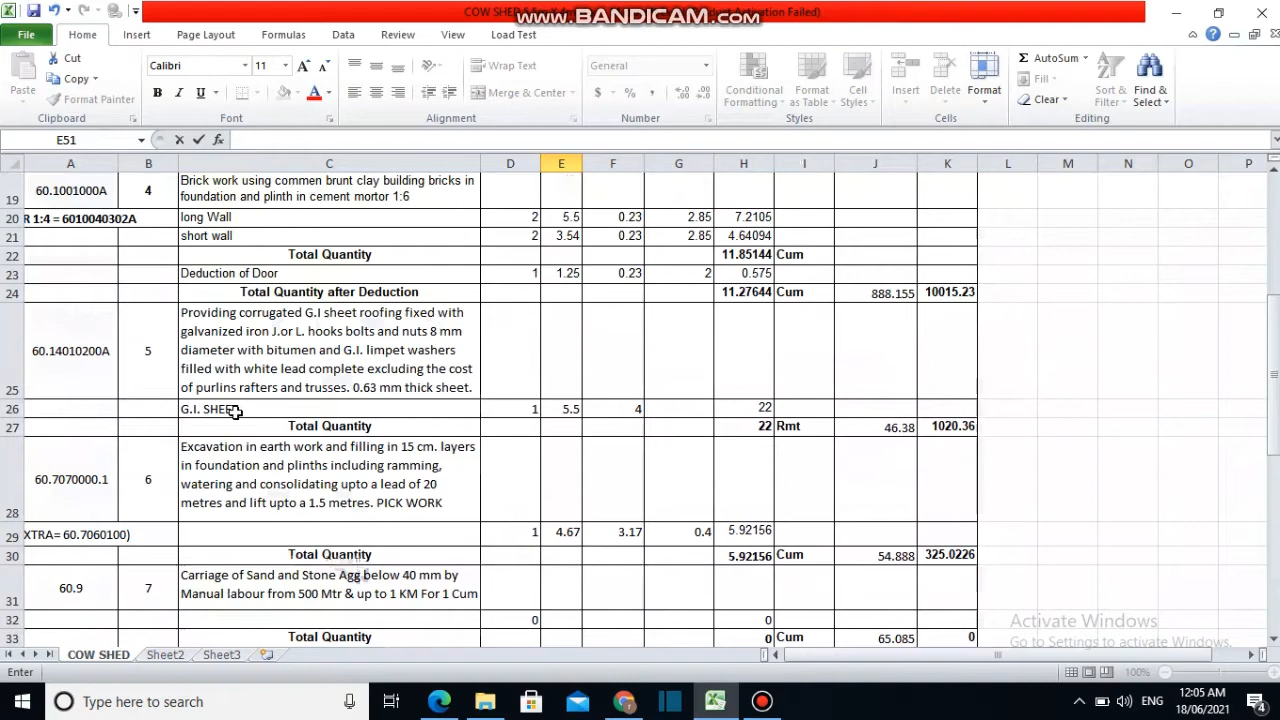 COW SHED 5.5
www.BANDICAM.com
Activation Failed)
File Home Insert Page Layout Formulas Data Review View Load Test
Cut
Copy
Format Painter
Paste
Clipboard
Calibri 11
Font
Wrap Text
Merge & Center
Alignment
General
Number
Conditional Formatting
Format as Table
Cell Styles
Styles
Insert Delete Format
Cells
AutoSum
Fill
Clear
Sort & Filter
Find & Select
Editing
E51
A B C D E F G H I J K L M N O P
19 60.1001000A 4 Brick work using commen brunt clay building bricks in
foundation and plinth in cement mortor 1:6
20 R 1:4 = 6010040302A long Wall 2 5.5 0.23 2.85 7.2105
21 short wall 2 3.54 0.23 2.85 4.64094
22 Total Quantity 11.85144 Cum
23 Deduction of Door 1 1.25 0.23 2 0.575
24 Total Quantity after Deduction 11.27644 Cum 888.155 10015.23
Providing corrugated G.I sheet roofing fixed with
galvanized iron J.or L. hooks bolts and nuts 8 mm
25 60.14010200A 5 diameter with bitumen and G.I. limpet washers
filled with white lead complete excluding the cost
of purlins rafters and trusses. 0.63 mm thick sheet.
26 G.I. SHEET 1 5.5 4 22
27 Total Quantity 22 Rmt 46.38 1020.36
Excavation in earth work and filling in 15 cm. layers
in foundation and plinths including ramming,
28 60.7070000.1 6 watering and consolidating upto a lead of 20
metres and lift upto a 1.5 metres. PICK WORK
29 XTRA= 60.7060100) 1 4.67 3.17 0.4 5.92156
30 Total Quantity 5.92156 Cum 54.888 325.0226
31 60.9 7 Carriage of Sand and Stone Agg below 40 mm by
Manual labour from 500 Mtr & up to 1 KM For 1 Cum
32 0 0
33 Total Quantity 0 Cum 65.085 0
Activate Windows
Go to Settings to activate Windows.
COW SHED Sheet2 Sheet3
Enter 100%
Type here to search
ENG
12:05 AM
18/06/2021
4